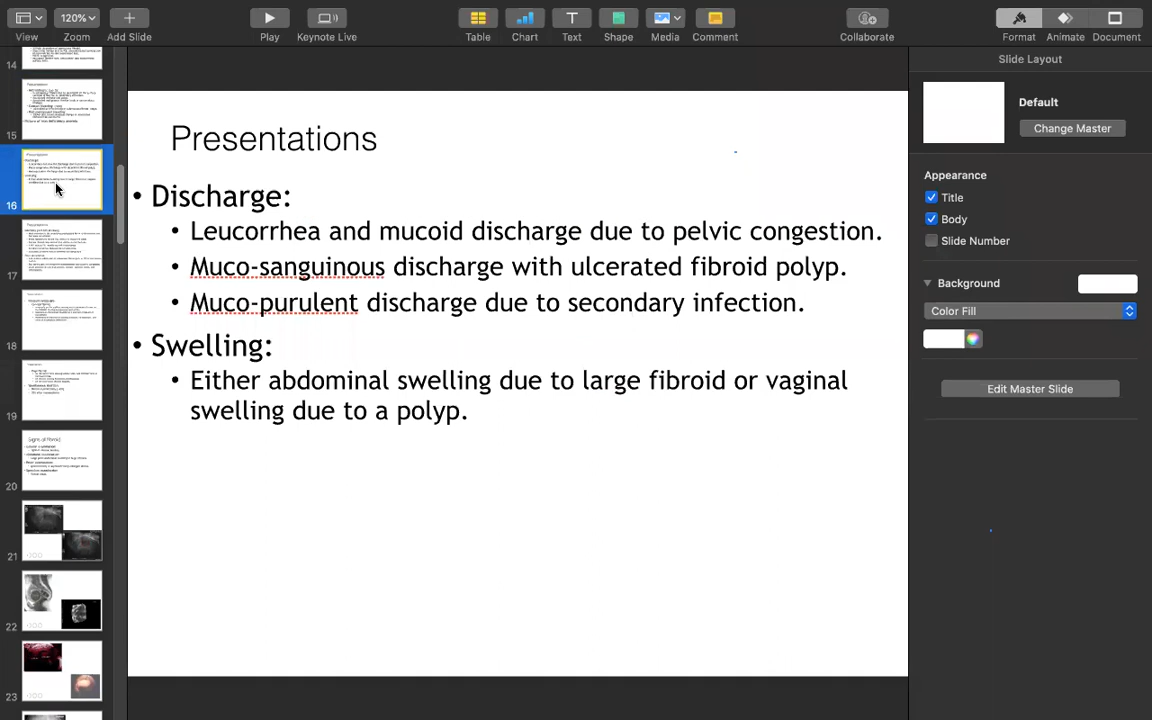 120%
View
Zoom
Add Slide
Play
Keynote Live
Table
Chart
Text
Shape
Media
Comment
Collaborate
Format
Animate
Document
14
15
16
17
18
19
20
21
22
23
Presentations
• Discharge:
• Leucorrhea and mucoid discharge due to pelvic congestion.
• Muco-sanguinous discharge with ulcerated fibroid polyp.
• Muco-purulent discharge due to secondary infection.
• Swelling:
• Either abdominal swelling due to large fibroid or vaginal
swelling due to a polyp.
Slide Layout
Default
Change Master
Appearance
Title
Body
Slide Number
Background
Color Fill
Edit Master Slide